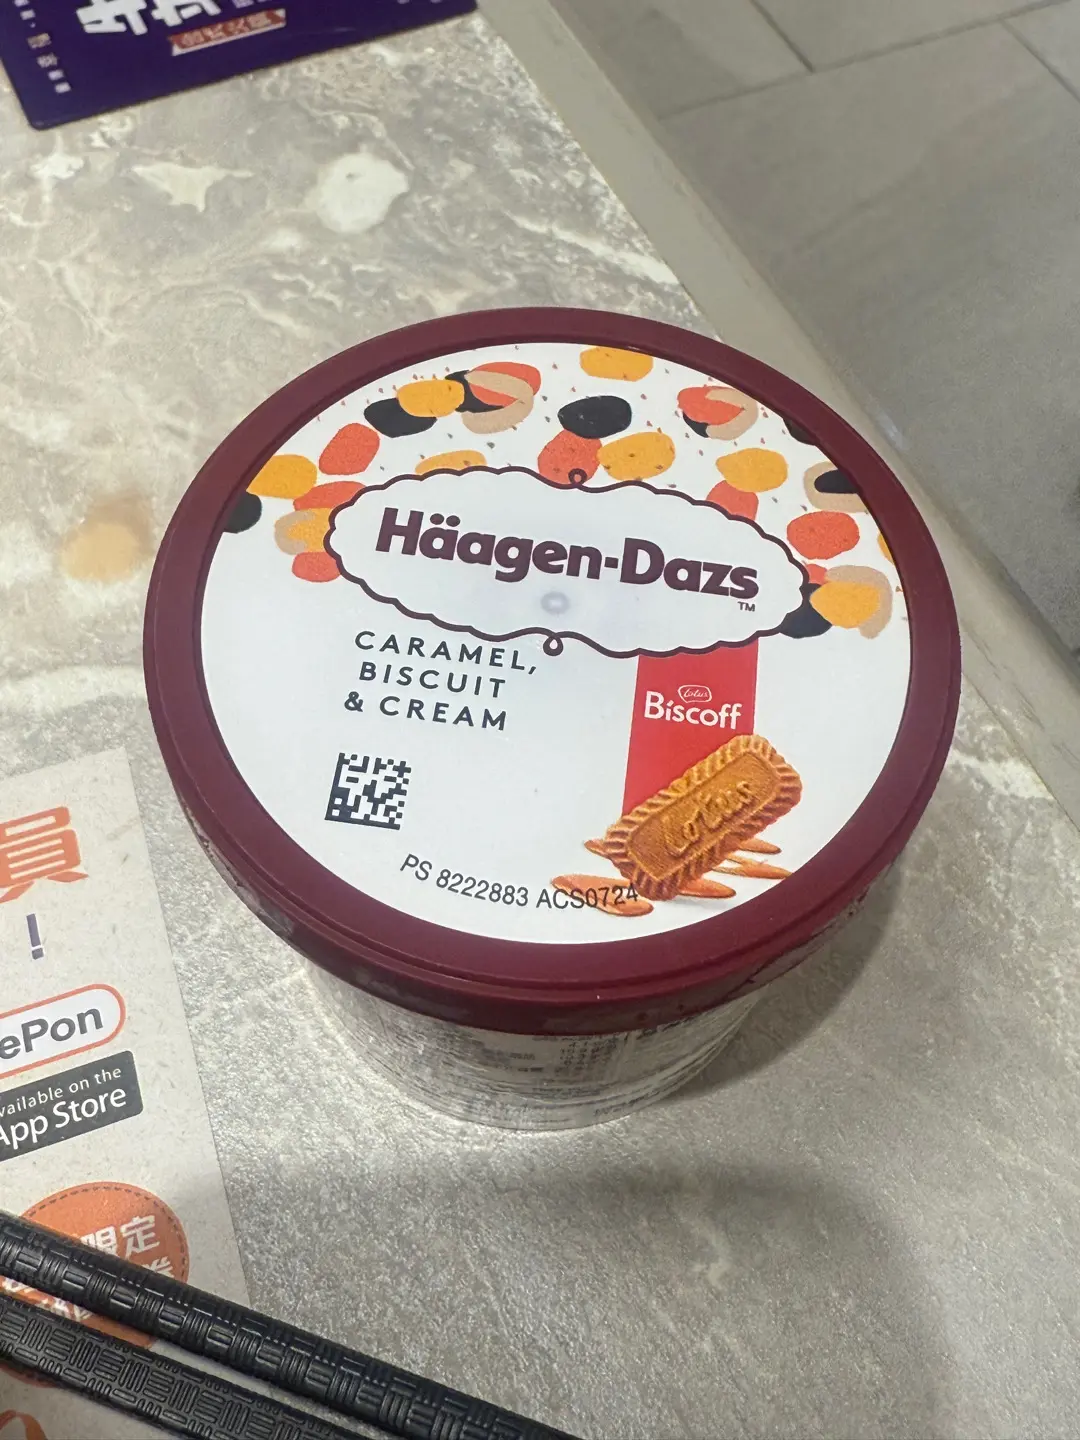 Häagen-Dazs
TM
CARAMEL,
BISCUIT
& CREAM
Lotus
Biscoff
Lotus
PS 8222883 ACS0724
員
!
ePon
vailable on the
App Store
限定